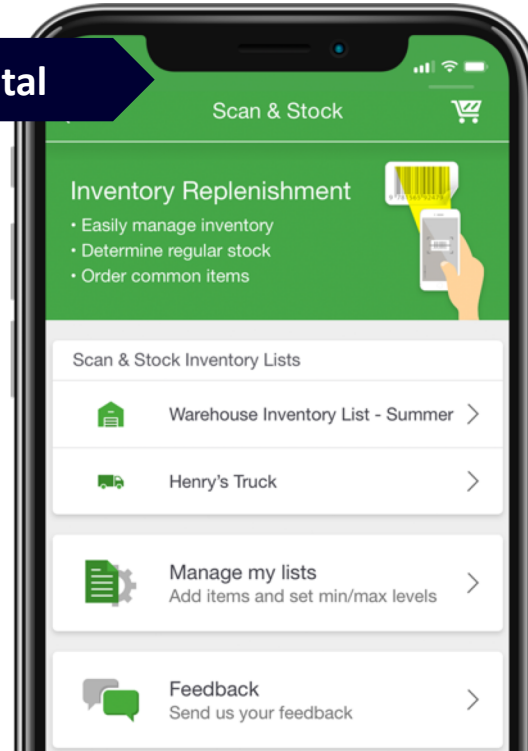 tal
Scan & Stock
Inventory Replenishment
• Easily manage inventory
• Determine regular stock
• Order common items
Scan & Stock Inventory Lists
Warehouse Inventory List - Summer
Henry's Truck
Manage my lists
Add items and set min/max levels
Feedback
Send us your feedback